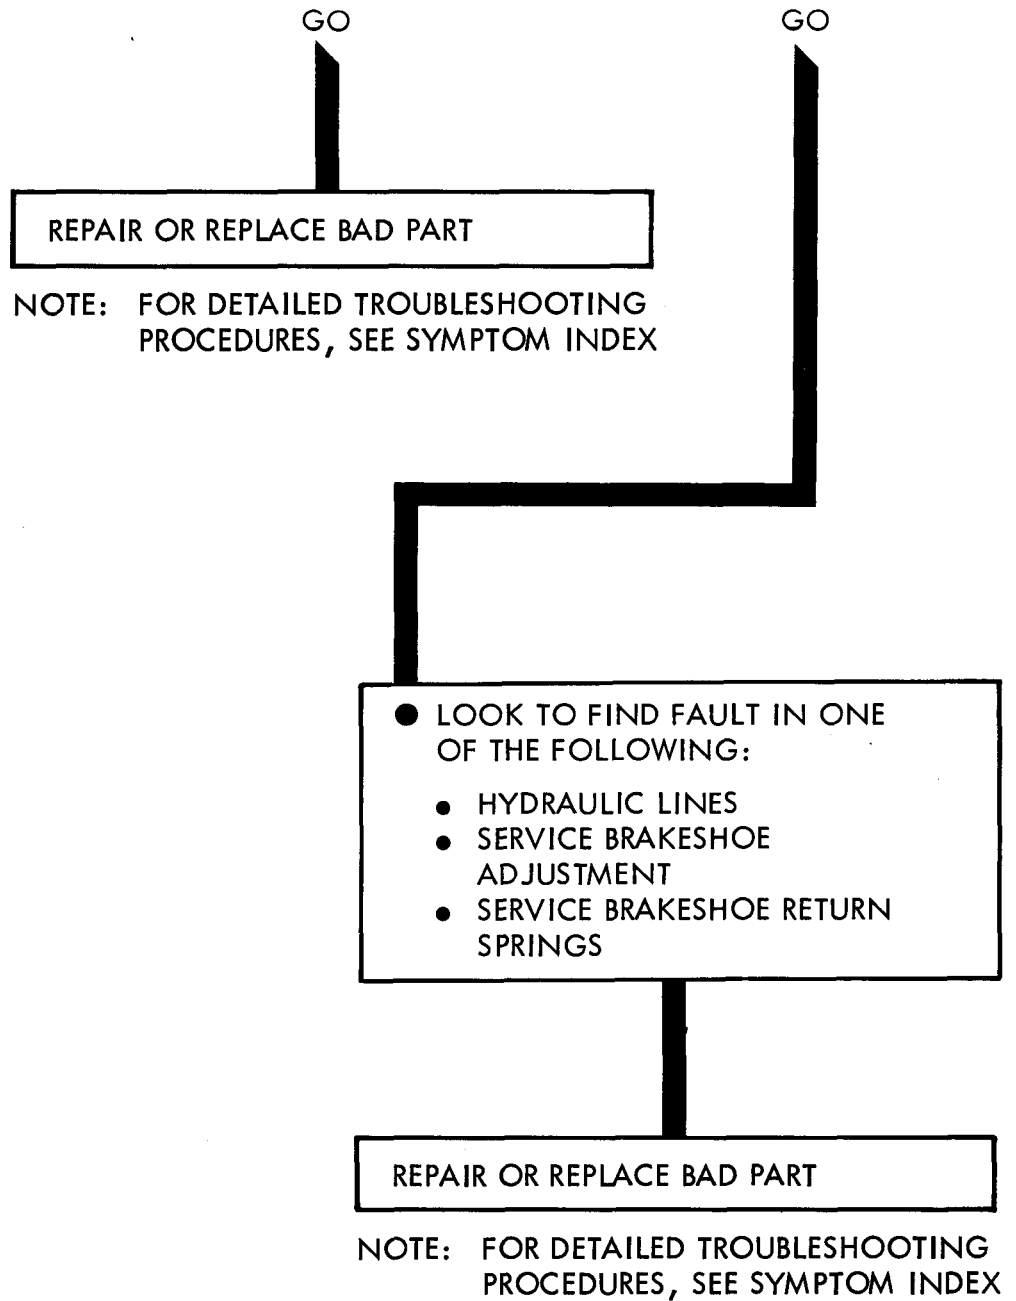 GO GO
REPAIR OR REPLACE BAD PART
NOTE: FOR DETAILED TROUBLESHOOTING
PROCEDURES, SEE SYMPTOM INDEX
● LOOK TO FIND FAULT IN ONE
OF THE FOLLOWING:
● HYDRAULIC LINES
● SERVICE BRAKESHOE
ADJUSTMENT
● SERVICE BRAKESHOE RETURN
SPRINGS
REPAIR OR REPLACE BAD PART
NOTE: FOR DETAILED TROUBLESHOOTING
PROCEDURES, SEE SYMPTOM INDEX